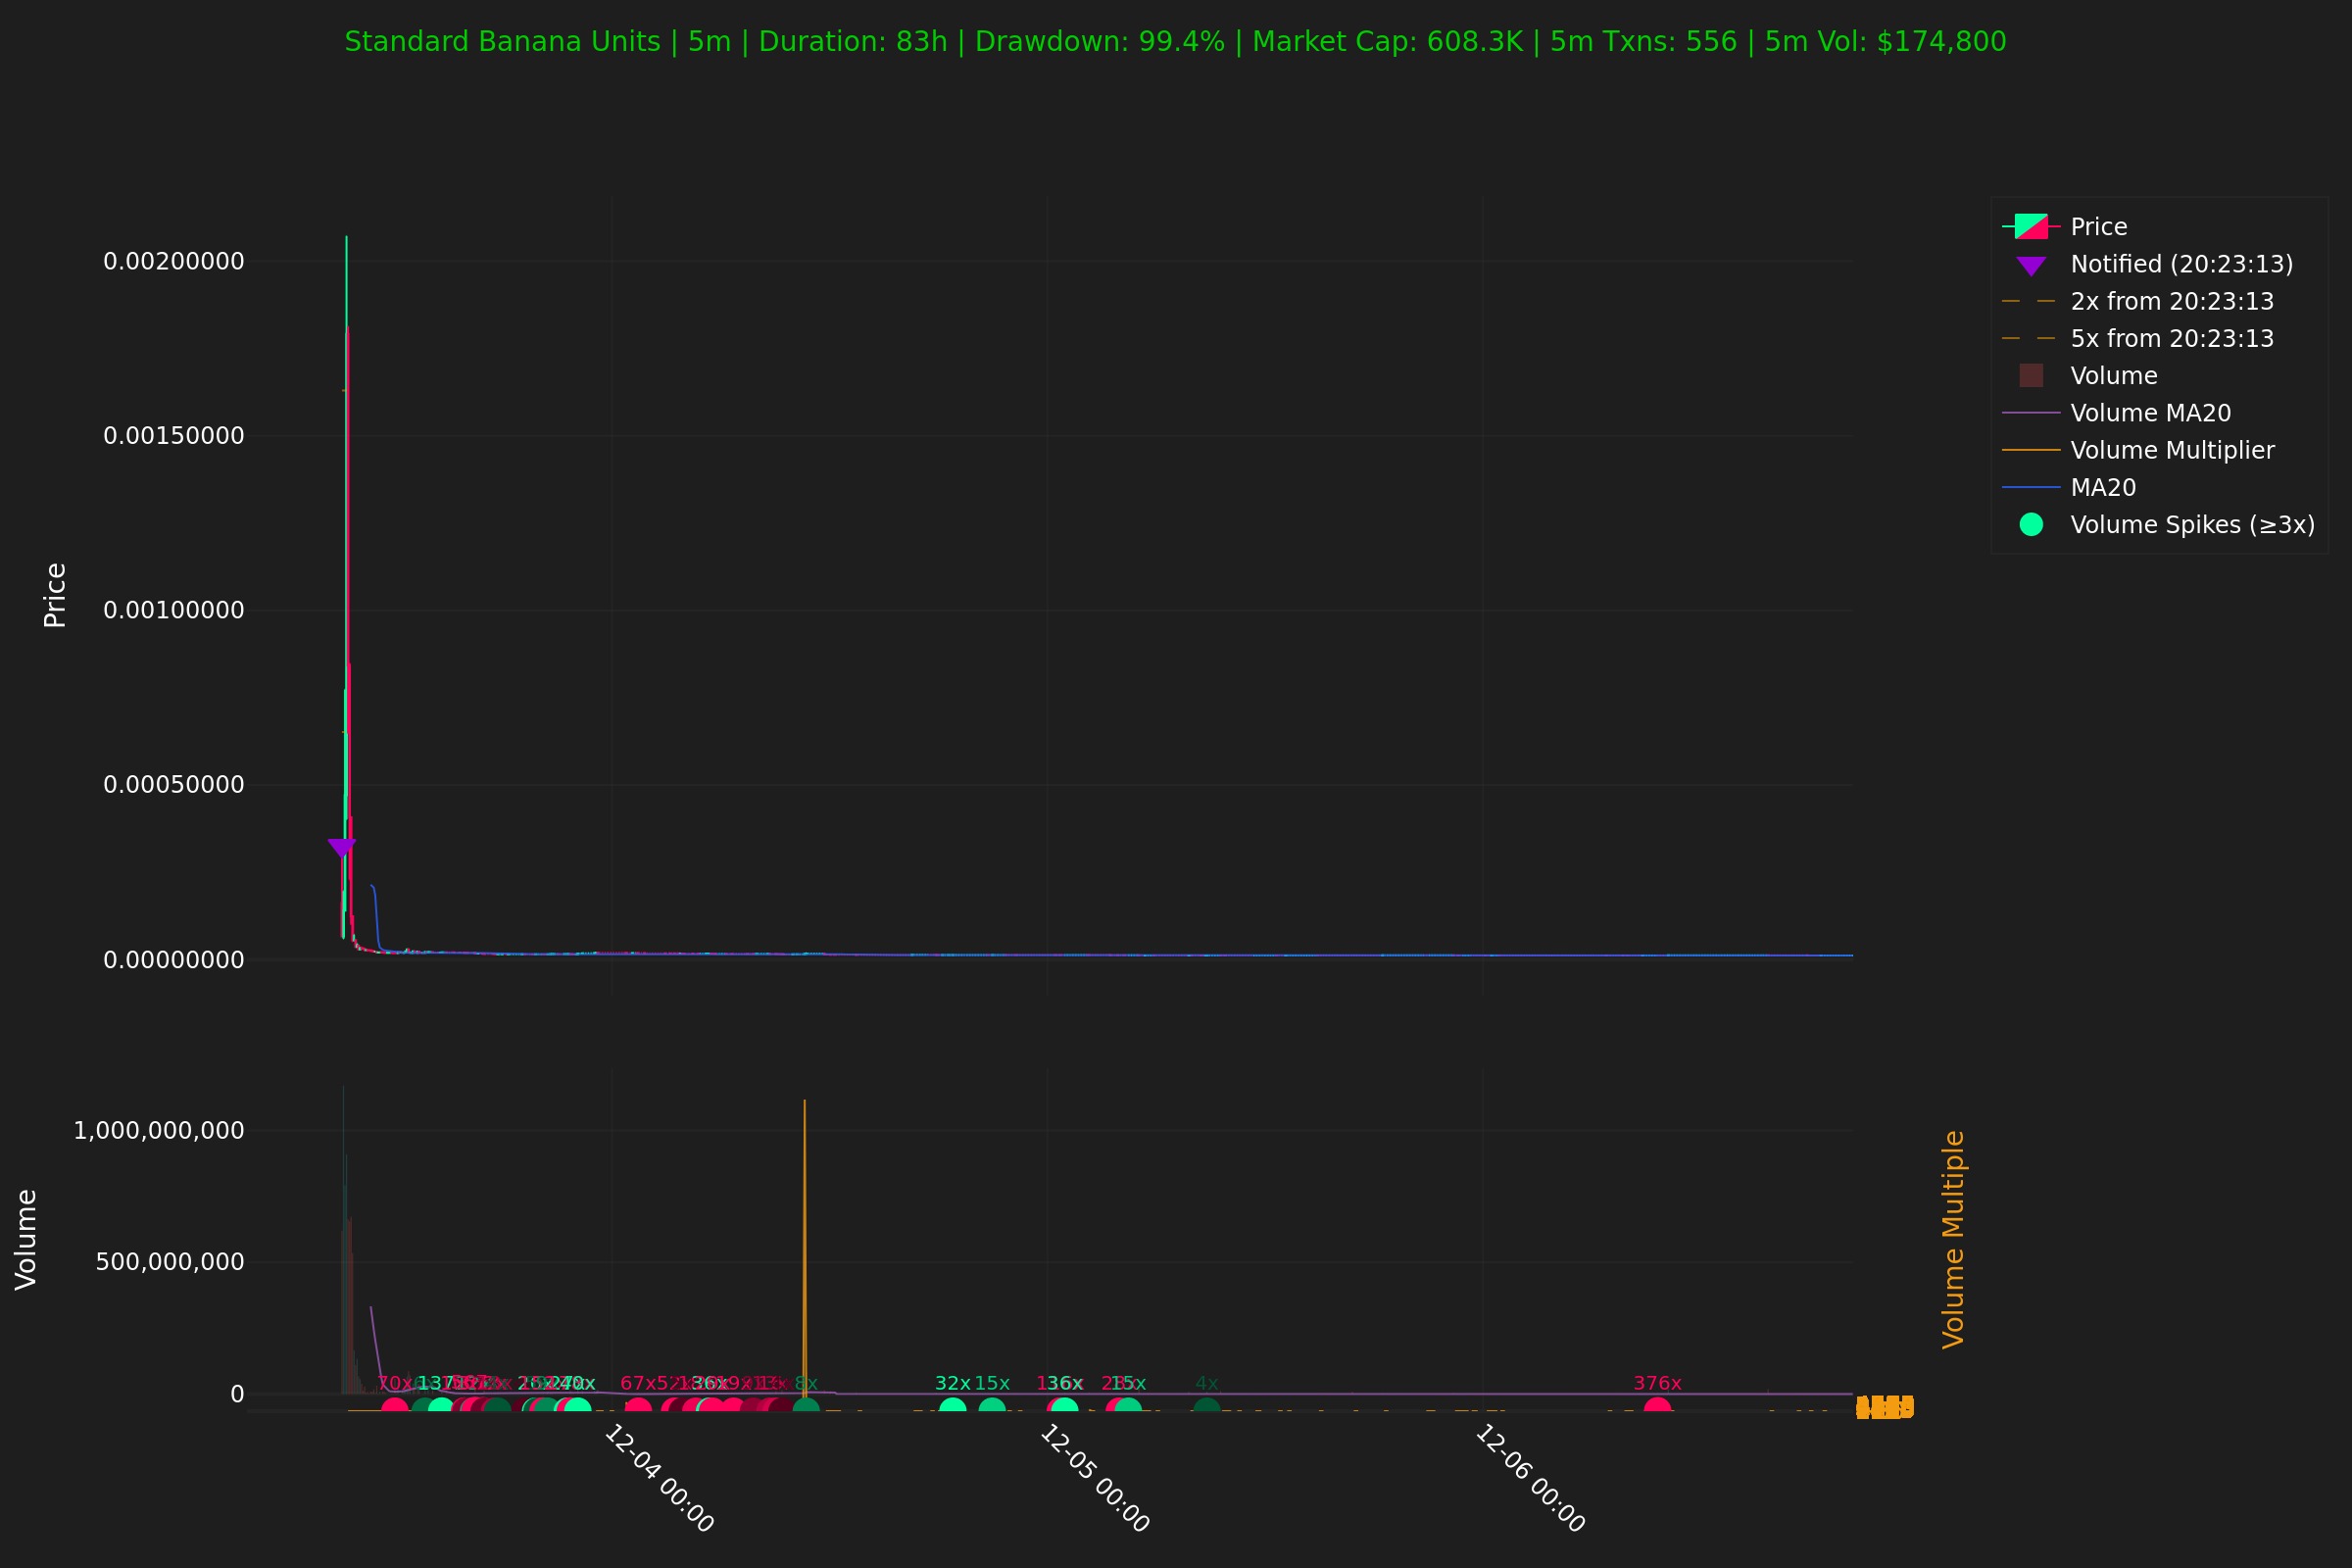 Standard Banana Units | 5m | Duration: 83h | Drawdown: 99.4% | Market Cap: 608.3K | 5m Txns: 556 | 5m Vol: $174,800
Price
0.00200000
0.00150000
0.00100000
0.00050000
0.00000000
Price
Notified (20:23:13)
2x from 20:23:13
5x from 20:23:13
Volume
Volume MA20
Volume Multiplier
MA20
Volume Spikes (≥3x)
Volume
1,000,000,000
500,000,000
0
Volume Multiple
70x 240x 67x 36x 8x 32x 15x 36x 15x 4x 376x
12-04 00:00
12-05 00:00
12-06 00:00